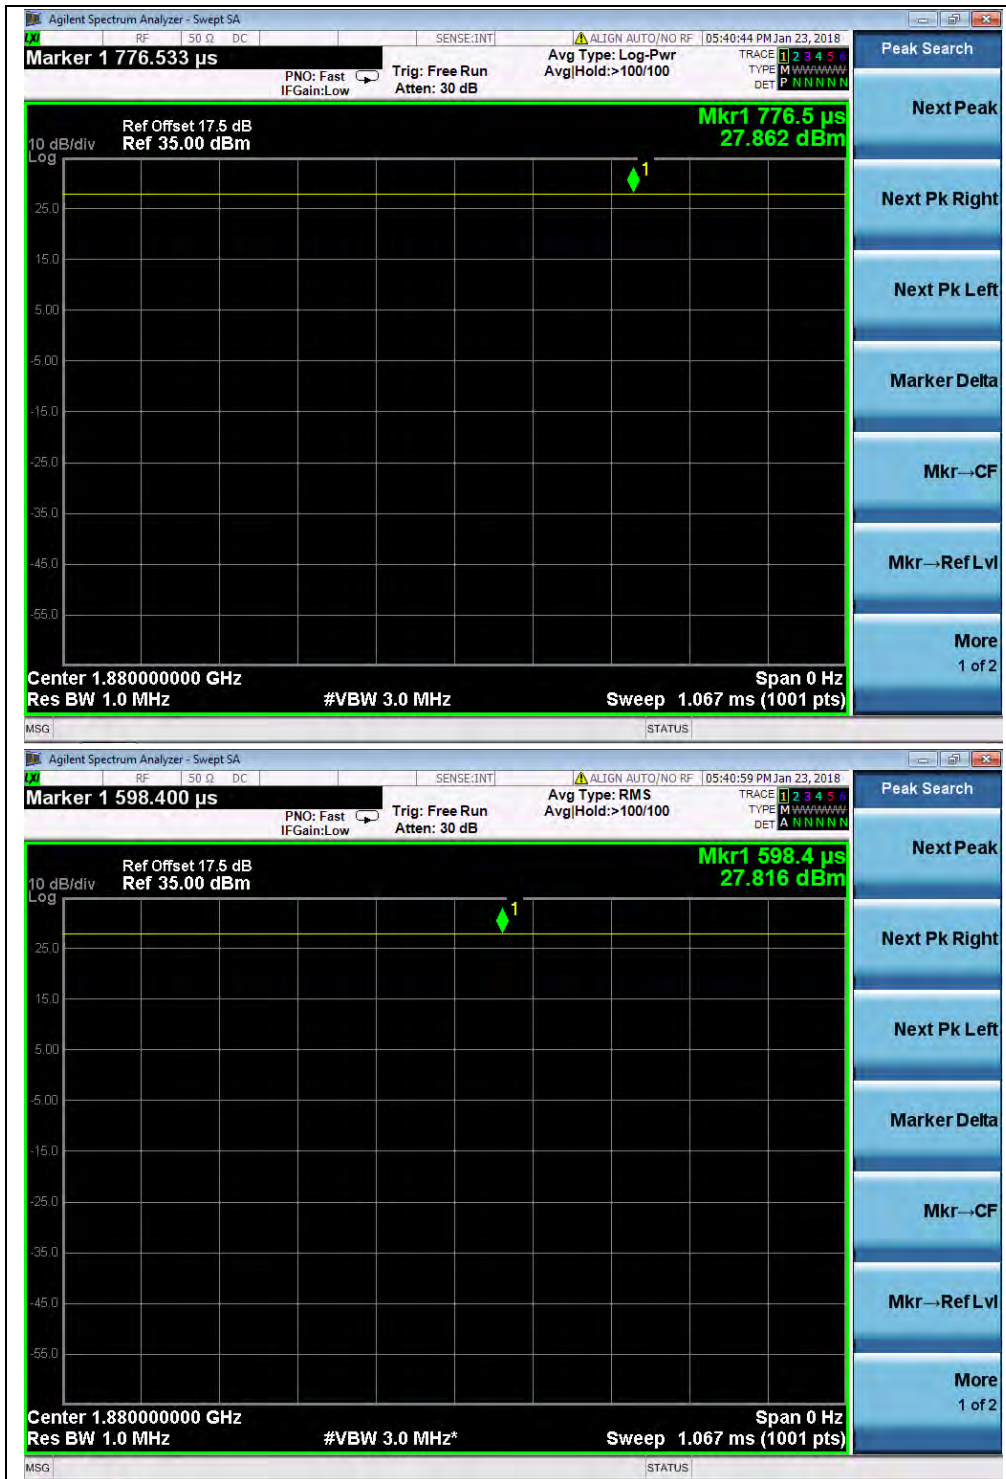 Agilent Spectrum Analyzer - Swept SA
LXI RF 50 Ω DC SENSE:INT ALIGN AUTO/NO RF 05:40:44 PM Jan 23, 2018
Marker 1 776.533 µs
PNO: Fast
IFGain:Low
Trig: Free Run
Atten: 30 dB
Avg Type: Log-Pwr
Avg|Hold:>100/100
TRACE 1 2 3 4 5 6
TYPE M WWWWW
DET P N N N N N
Peak Search
Ref Offset 17.5 dB
10 dB/div Ref 35.00 dBm
Log
Mkr1 776.5 µs
27.862 dBm
1
25.0
15.0
5.00
-5.00
-15.0
-25.0
-35.0
-45.0
-55.0
Center 1.880000000 GHz Span 0 Hz
Res BW 1.0 MHz #VBW 3.0 MHz Sweep 1.067 ms (1001 pts)
Next Peak
Next Pk Right
Next Pk Left
Marker Delta
Mkr→CF
Mkr→Ref Lvl
More
1 of 2
MSG STATUS
Agilent Spectrum Analyzer - Swept SA
LXI RF 50 Ω DC SENSE:INT ALIGN AUTO/NO RF 05:40:59 PM Jan 23, 2018
Marker 1 598.400 µs
PNO: Fast
IFGain:Low
Trig: Free Run
Atten: 30 dB
Avg Type: RMS
Avg|Hold:>100/100
TRACE 1 2 3 4 5 6
TYPE M WWWWW
DET A N N N N N
Peak Search
Ref Offset 17.5 dB
10 dB/div Ref 35.00 dBm
Log
Mkr1 598.4 µs
27.816 dBm
1
25.0
15.0
5.00
-5.00
-15.0
-25.0
-35.0
-45.0
-55.0
Center 1.880000000 GHz Span 0 Hz
Res BW 1.0 MHz #VBW 3.0 MHz* Sweep 1.067 ms (1001 pts)
Next Peak
Next Pk Right
Next Pk Left
Marker Delta
Mkr→CF
Mkr→Ref Lvl
More
1 of 2
MSG STATUS